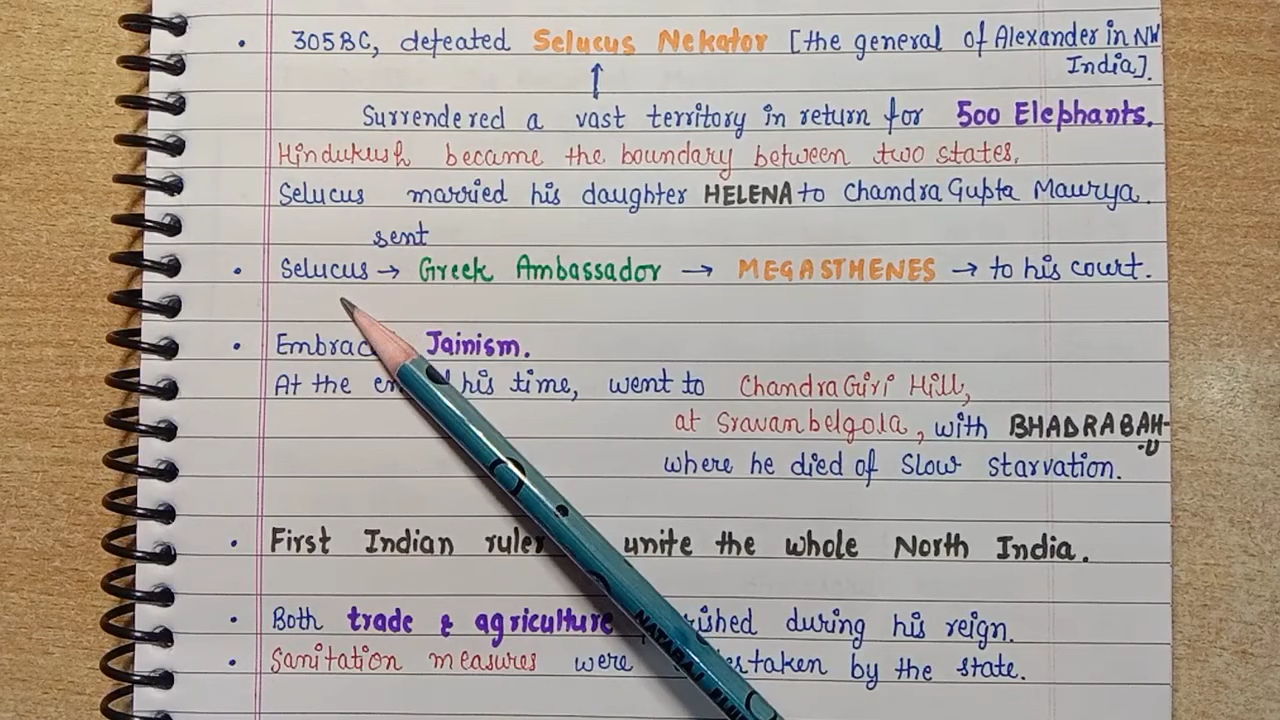 • 305BC, defeated Selucus Nekator [the general of Alexander in NW
India].
↑
Surrendered a vast territory in return for 500 Elephants.
Hindukush became the boundary between two states.
Selucus married his daughter HELENA to Chandra Gupta Maurya.
sent
• Selucus → Greek Ambassador → MEGASTHENES → to his court.
• Embrac Jainism.
At the en his time, went to Chandra Giri Hill,
at Sravanbelgola, with BHADRABAH-
-U
where he died of Slow starvation.
• First Indian ruler unite the whole North India.
• Both trade & agriculture ished during his reign.
• Sanitation measures were taken by the state.
NATARAJ